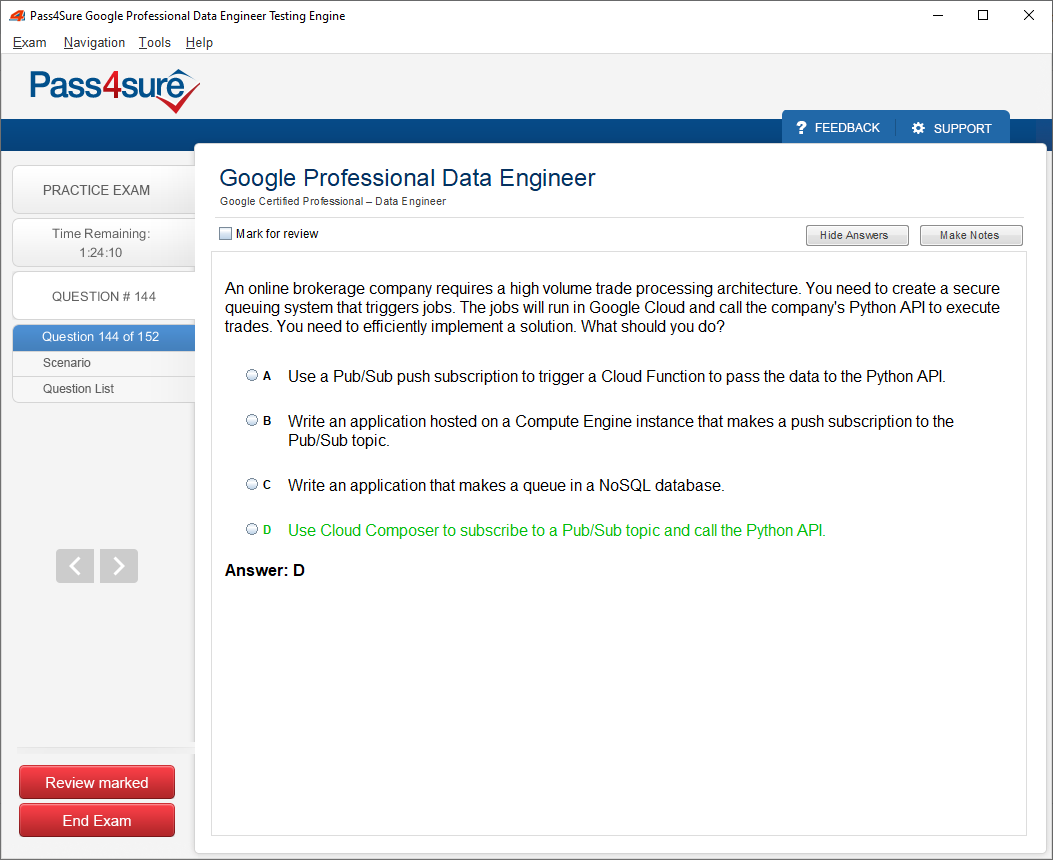 Pass4Sure Google Professional Data Engineer Testing Engine
Exam Navigation Tools Help
Pass4sure
? FEEDBACK SUPPORT
PRACTICE EXAM
Time Remaining:
1:24:10
QUESTION # 144
Question 144 of 152
Scenario
Question List
Review marked
End Exam
Google Professional Data Engineer
Google Certified Professional – Data Engineer
Mark for review
Hide Answers Make Notes
An online brokerage company requires a high volume trade processing architecture. You need to create a secure
queuing system that triggers jobs. The jobs will run in Google Cloud and call the company's Python API to execute
trades. You need to efficiently implement a solution. What should you do?
A Use a Pub/Sub push subscription to trigger a Cloud Function to pass the data to the Python API.
B Write an application hosted on a Compute Engine instance that makes a push subscription to the
Pub/Sub topic.
C Write an application that makes a queue in a NoSQL database.
D Use Cloud Composer to subscribe to a Pub/Sub topic and call the Python API.
Answer: D